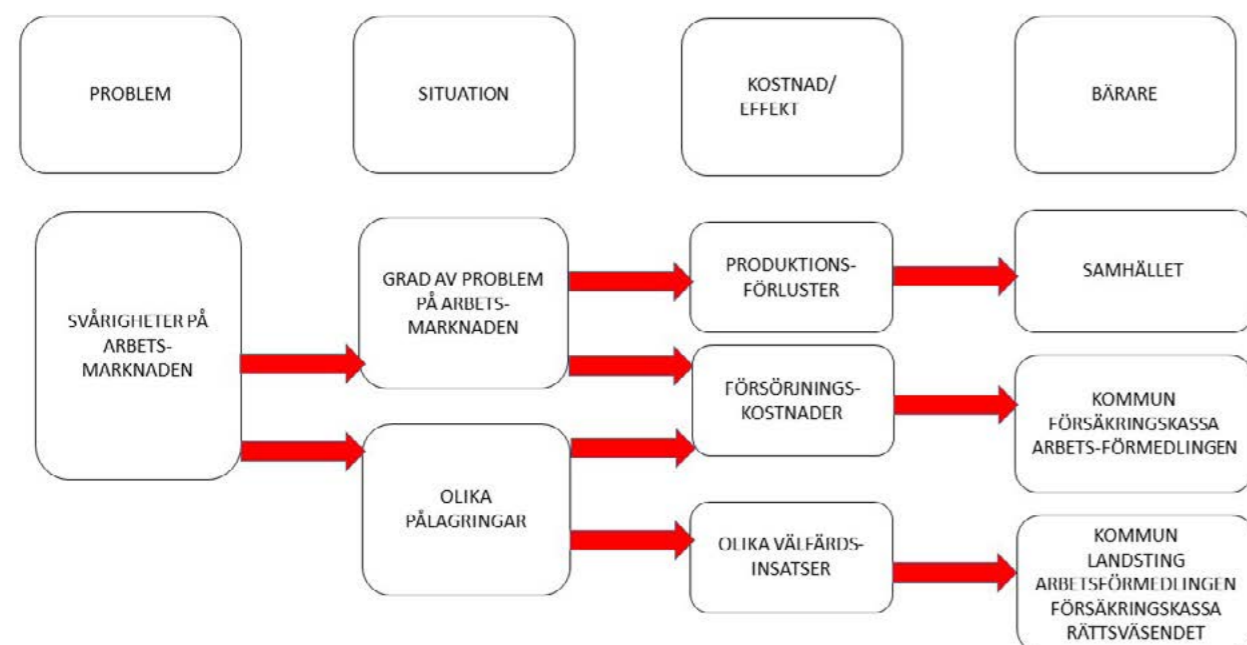 PROBLEM
SITUATION
KOSTNAD/
EFFEKT
BÄRARE
SVÅRIGHETER PÅ
ARBETS-
MARKNADEN
GRAD AV PROBLEM
PÅ ARBETS-
MARKNADEN
OLIKA
PÅLAGRINGAR
PRODUKTIONS-
FÖRLUSTER
FÖRSÖRJNINGS-
KOSTNADER
OLIKA VÄLFÄRDS-
INSATSER
SAMHÄLLET
KOMMUN
FÖRSÄKRINGSKASSA
ARBETS-FÖRMEDLINGEN
KOMMUN
LANDSTING
ARBETSFÖRMEDLINGEN
FÖRSÄKRINGSKASSA
RÄTTSVÄSENDET